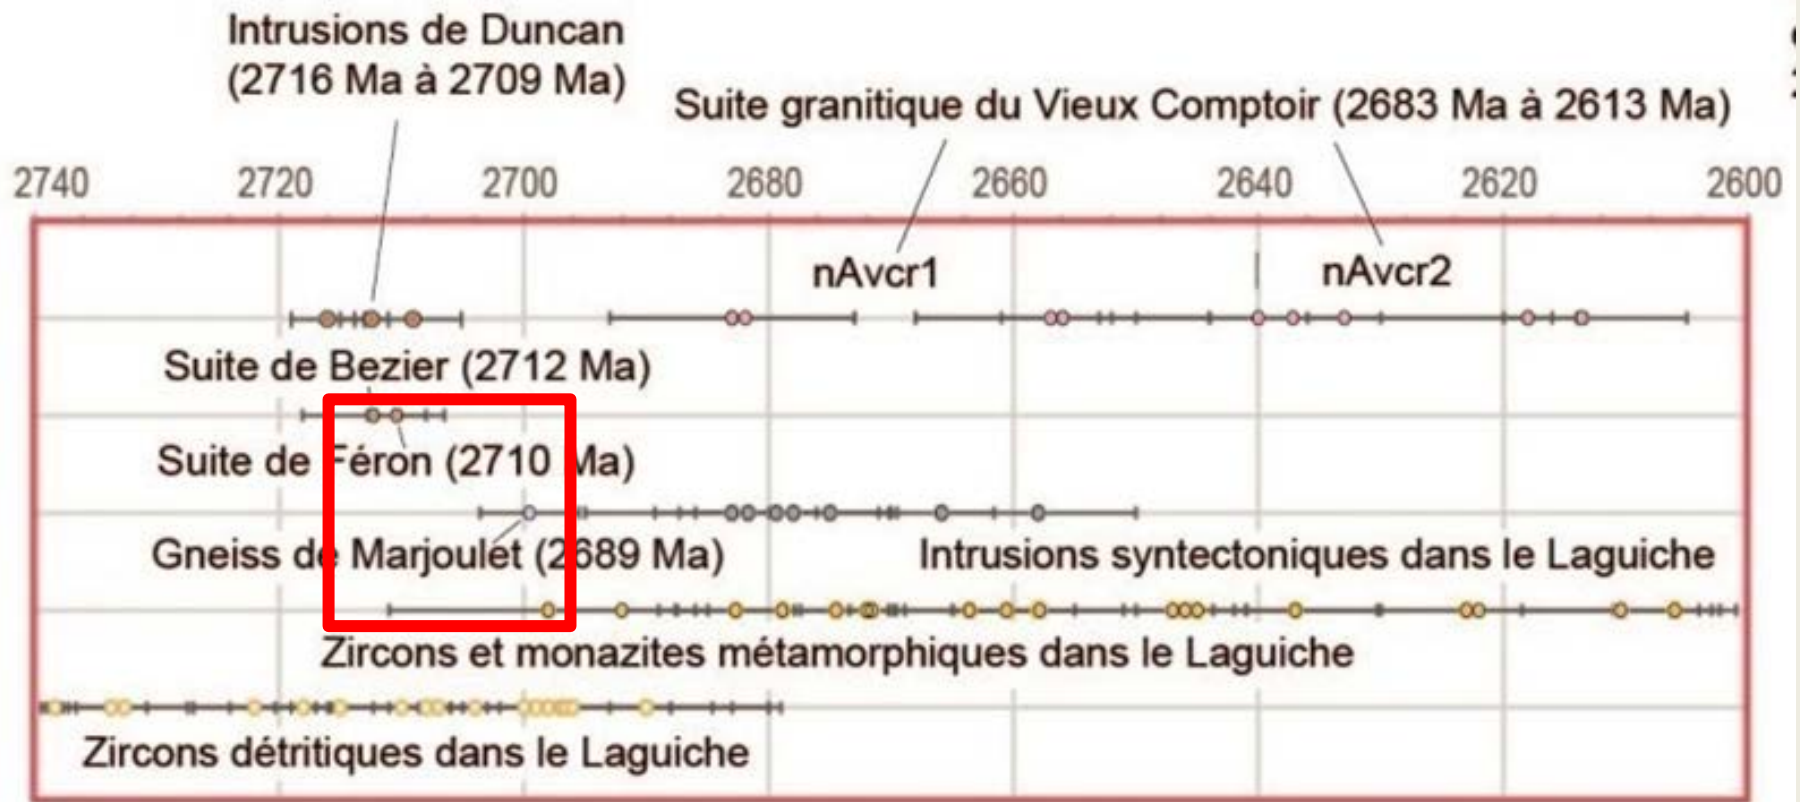 Intrusions de Duncan
(2716 Ma à 2709 Ma)
Suite granitique du Vieux Comptoir (2683 Ma à 2613 Ma)
2740 2720 2700 2680 2660 2640 2620 2600
nAvcr1 nAvcr2
Suite de Bezier (2712 Ma)
Suite de Féron (2710 Ma)
Gneiss de Marjoulet (2689 Ma)
Intrusions syntectoniques dans le Laguiche
Zircons et monazites métamorphiques dans le Laguiche
Zircons détritiques dans le Laguiche